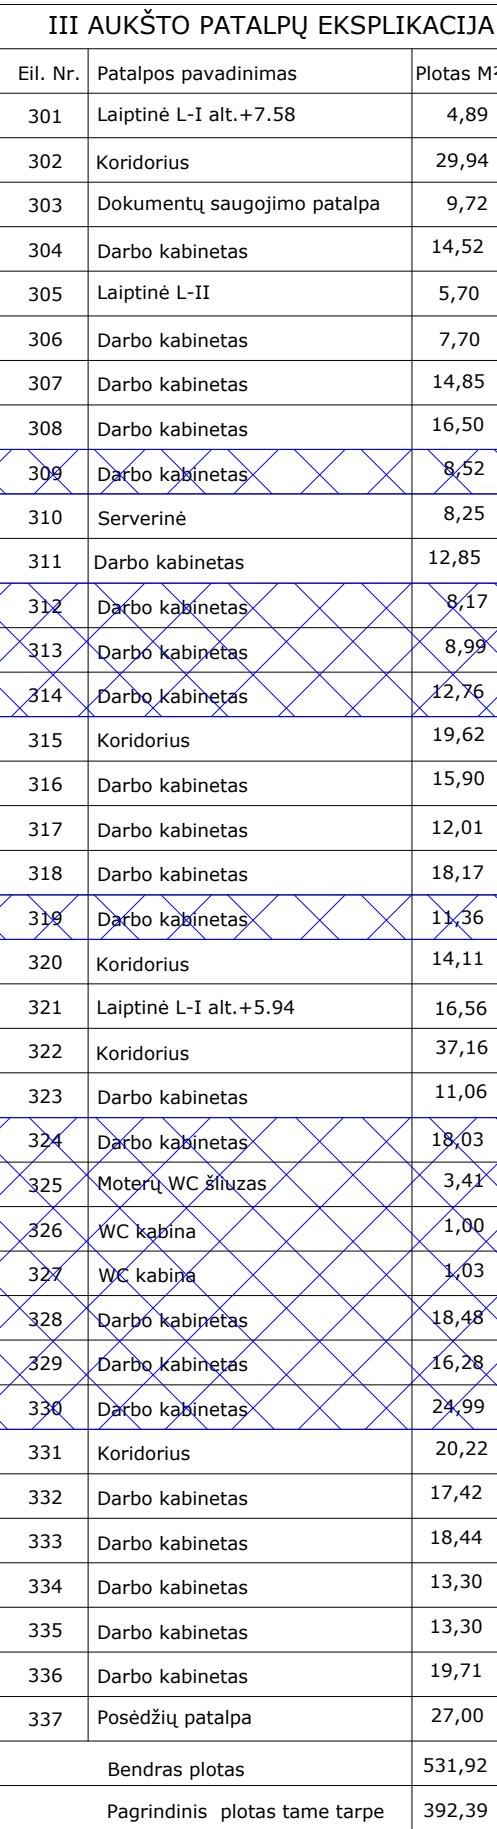 III AUKŠTO PATALPŲ EKSPLIKACIJA
Eil. Nr. Patalpos pavadinimas Plotas M²
301 Laiptinė L-I alt.+7.58 4,89
302 Koridorius 29,94
303 Dokumentų saugojimo patalpa 9,72
304 Darbo kabinetas 14,52
305 Laiptinė L-II 5,70
306 Darbo kabinetas 7,70
307 Darbo kabinetas 14,85
308 Darbo kabinetas 16,50
309 Darbo kabinetas 8,52
310 Serverinė 8,25
311 Darbo kabinetas 12,85
312 Darbo kabinetas 8,17
313 Darbo kabinetas 8,99
314 Darbo kabinetas 12,76
315 Koridorius 19,62
316 Darbo kabinetas 15,90
317 Darbo kabinetas 12,01
318 Darbo kabinetas 18,17
319 Darbo kabinetas 11,36
320 Koridorius 14,11
321 Laiptinė L-I alt.+5.94 16,56
322 Koridorius 37,16
323 Darbo kabinetas 11,06
324 Darbo kabinetas 18,03
325 Moterų WC šliuzas 3,41
326 WC kabina 1,00
327 WC kabina 1,03
328 Darbo kabinetas 18,48
329 Darbo kabinetas 16,28
330 Darbo kabinetas 24,99
331 Koridorius 20,22
332 Darbo kabinetas 17,42
333 Darbo kabinetas 18,44
334 Darbo kabinetas 13,30
335 Darbo kabinetas 13,30
336 Darbo kabinetas 19,71
337 Posėdžių patalpa 27,00
Bendras plotas 531,92
Pagrindinis plotas tame tarpe 392,39